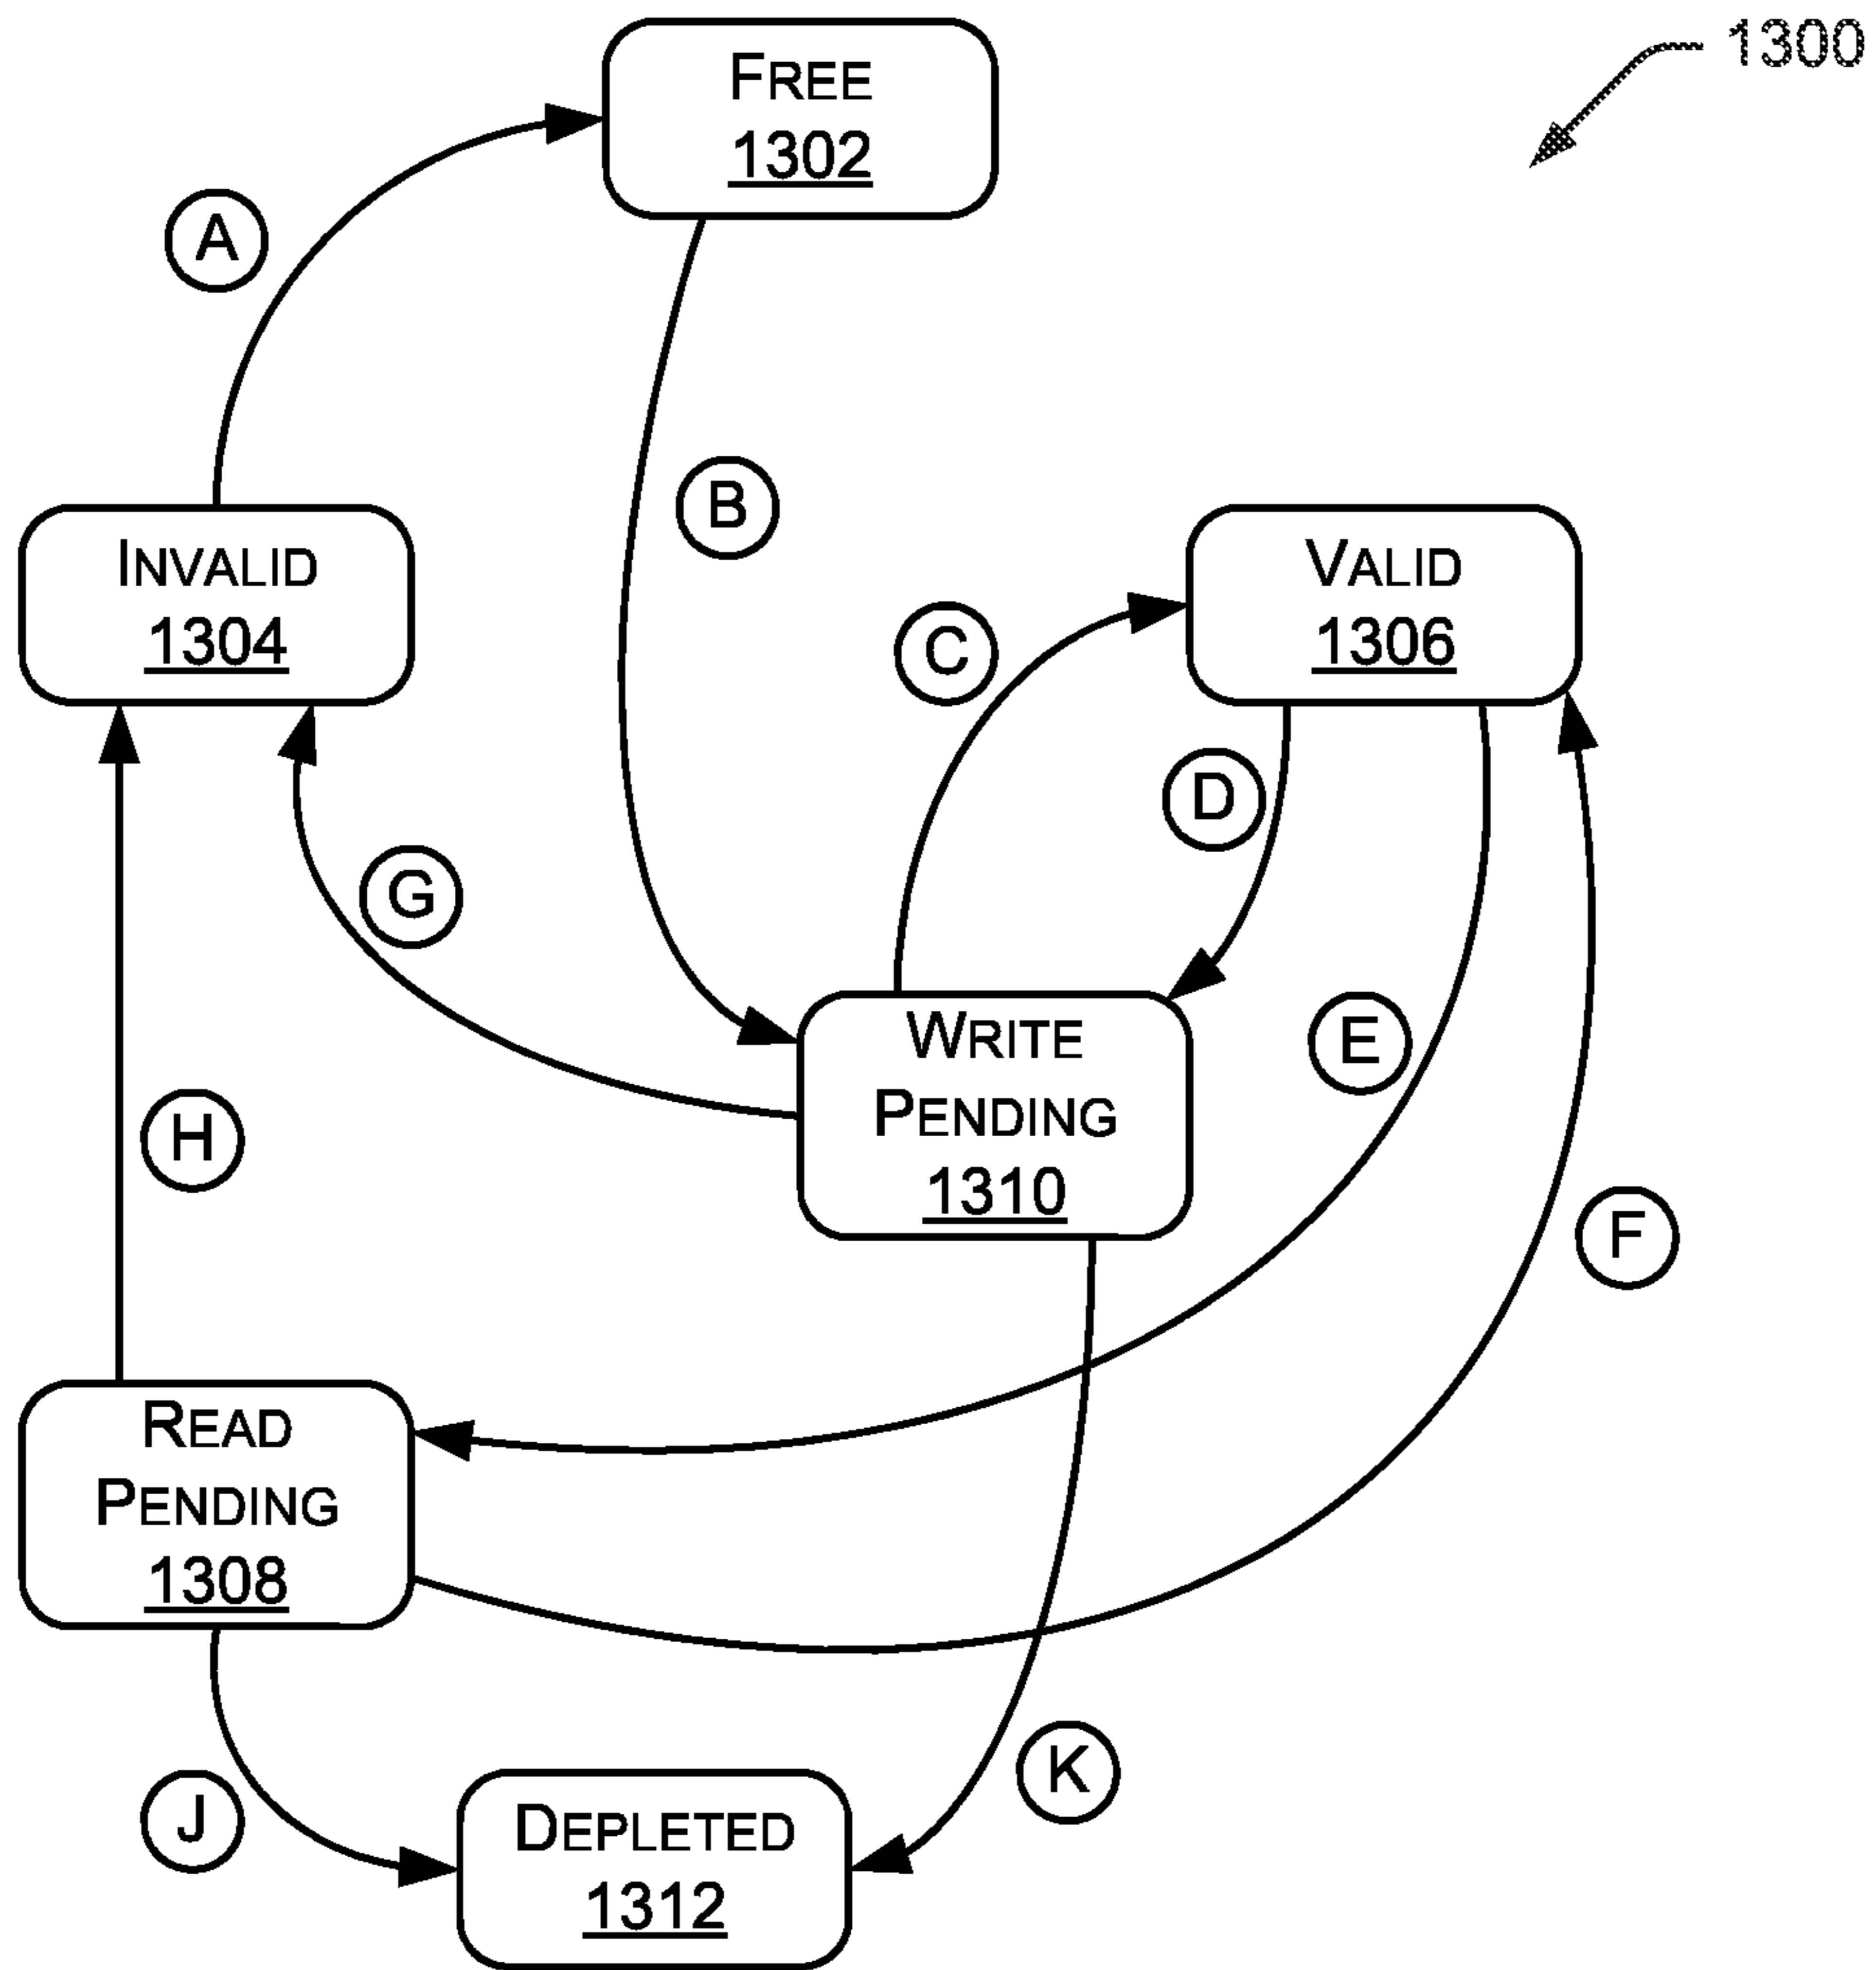 1300
FREE
1302
A
B
INVALID
1304
VALID
1306
C
D
G
E
WRITE
PENDING
1310
H
F
READ
PENDING
1308
K
J
DEPLETED
1312